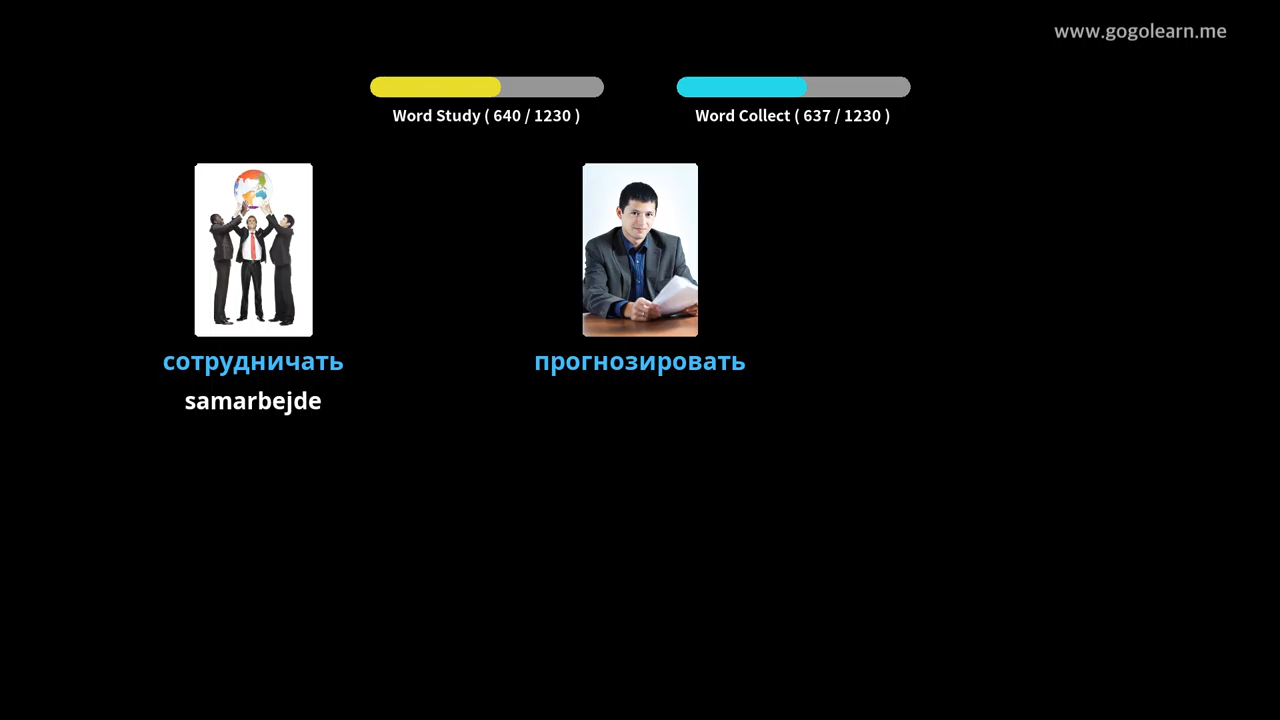 www.gogolearn.me
Word Study ( 640 / 1230 )
Word Collect ( 637 / 1230 )
сотрудничать
прогнозировать
samarbejde